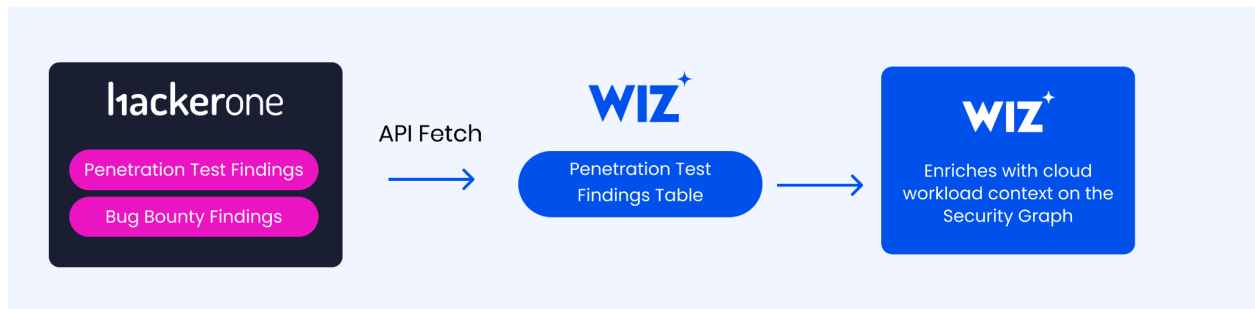 hackerone
Penetration Test Findings
Bug Bounty Findings
API Fetch
WIZ
Penetration Test
Findings Table
WIZ
Enriches with cloud
workload context on the
Security Graph